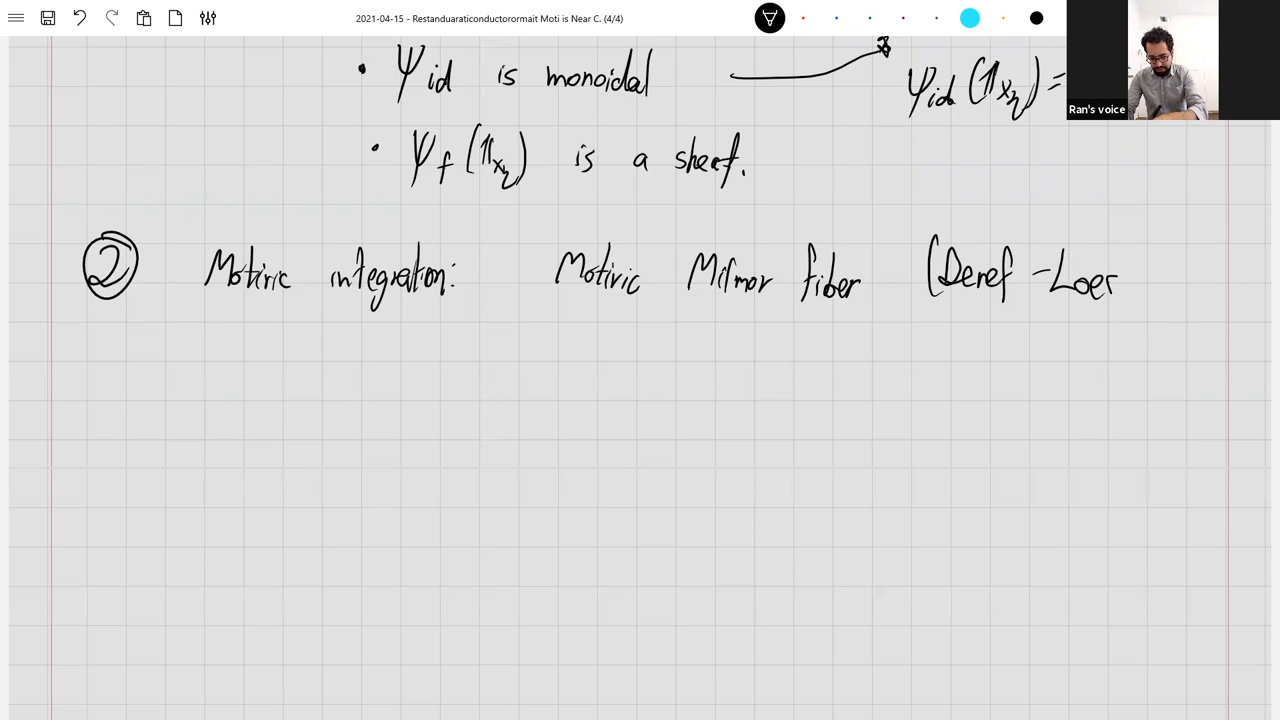 2021-04-15 - Restanduaraticonductorormait Moti is Near C. (4/4)
Ran's voice
• Ψid is monoidal ψid(𝟙Xη) =
• Ψf(𝟙Xη) is a sheaf.
② Motivic integration: Motivic Milnor fiber (Denef - Loer